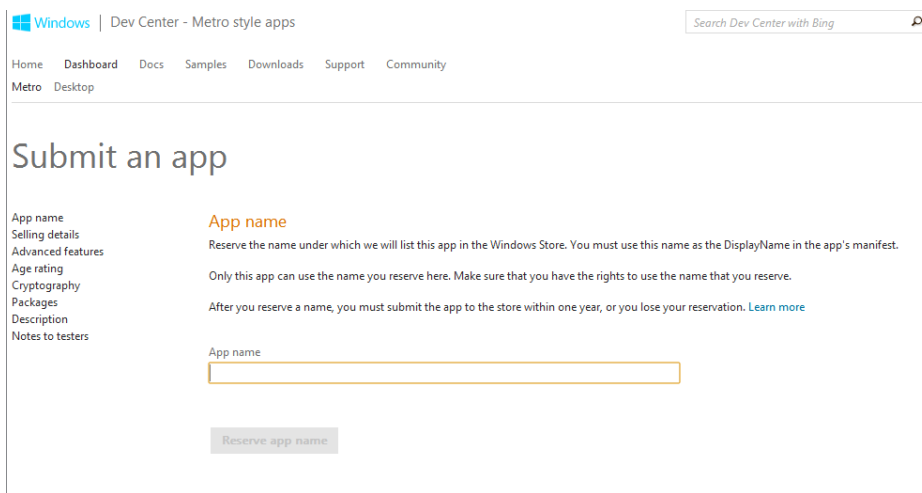 Windows | Dev Center - Metro style apps
Search Dev Center with Bing
Home Dashboard Docs Samples Downloads Support Community
Metro Desktop
Submit an app
App name
Selling details
Advanced features
Age rating
Cryptography
Packages
Description
Notes to testers
App name
Reserve the name under which we will list this app in the Windows Store. You must use this name as the DisplayName in the app's manifest.
Only this app can use the name you reserve here. Make sure that you have the rights to use the name that you reserve.
After you reserve a name, you must submit the app to the store within one year, or you lose your reservation. Learn more
App name
Reserve app name